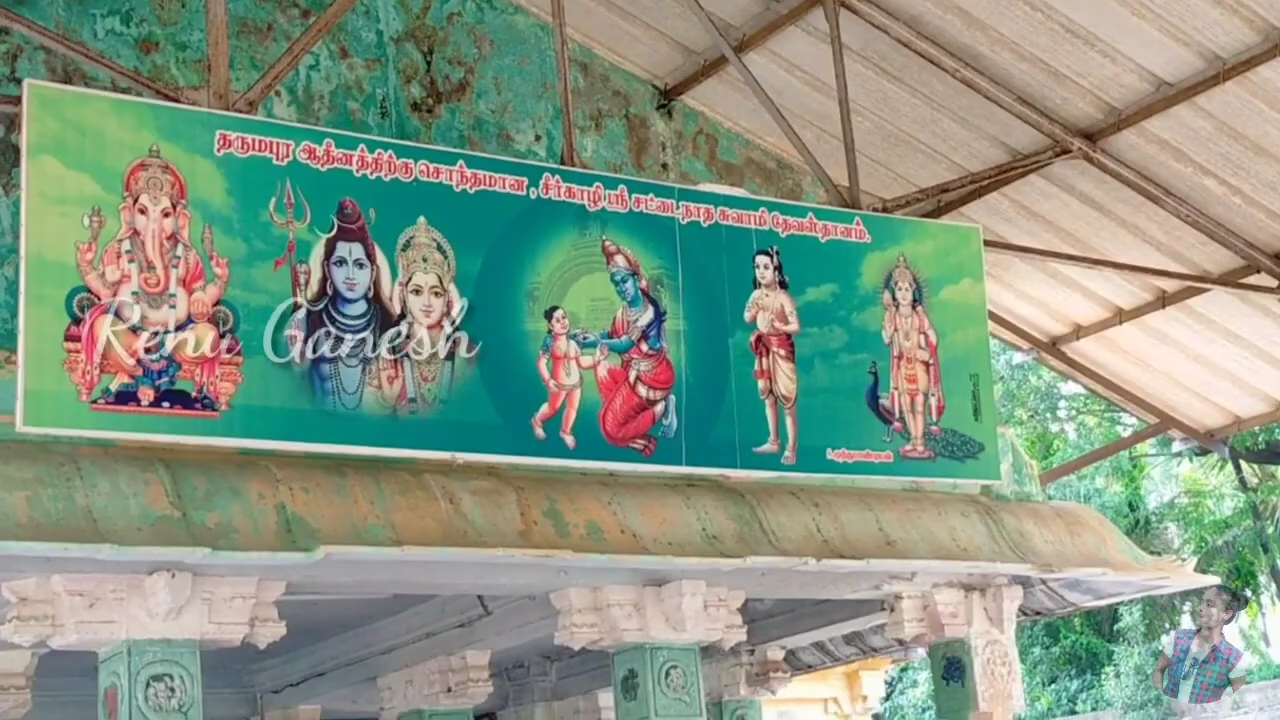 தருமபுர ஆதீனத்திற்கு சொந்தமான , சீர்காழி ஸ்ரீ சட்டைநாத சுவாமி தேவஸ்தானம்.
Renu Ganesh